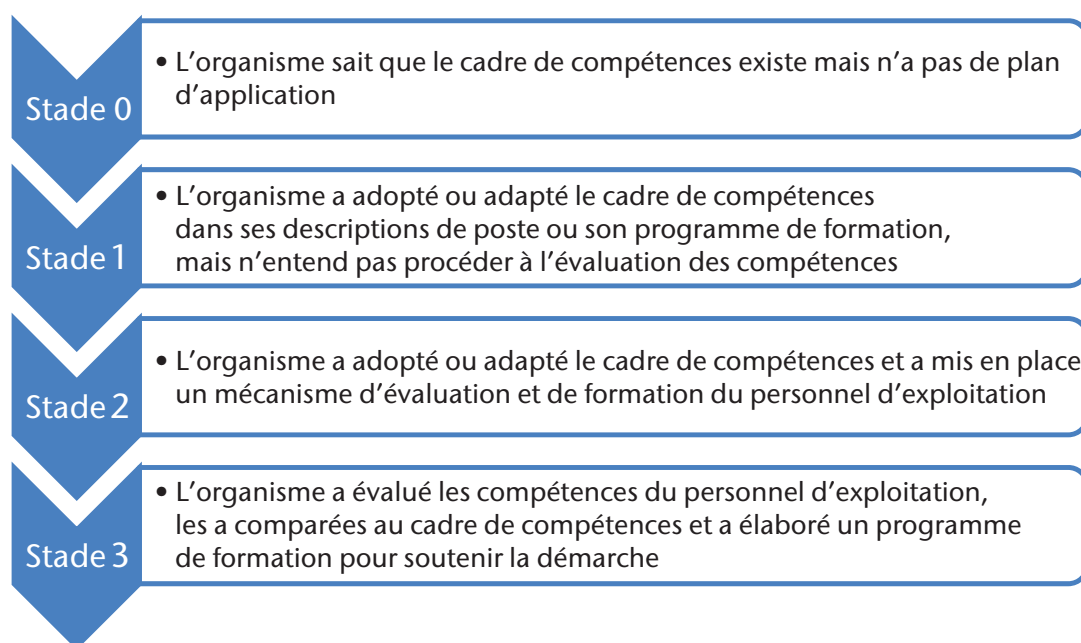 Stade 0
• L’organisme sait que le cadre de compétences existe mais n’a pas de plan
d’application
Stade 1
• L’organisme a adopté ou adapté le cadre de compétences
dans ses descriptions de poste ou son programme de formation,
mais n’entend pas procéder à l’évaluation des compétences
Stade 2
• L’organisme a adopté ou adapté le cadre de compétences et a mis en place
un mécanisme d’évaluation et de formation du personnel d’exploitation
Stade 3
• L’organisme a évalué les compétences du personnel d’exploitation,
les a comparées au cadre de compétences et a élaboré un programme
de formation pour soutenir la démarche